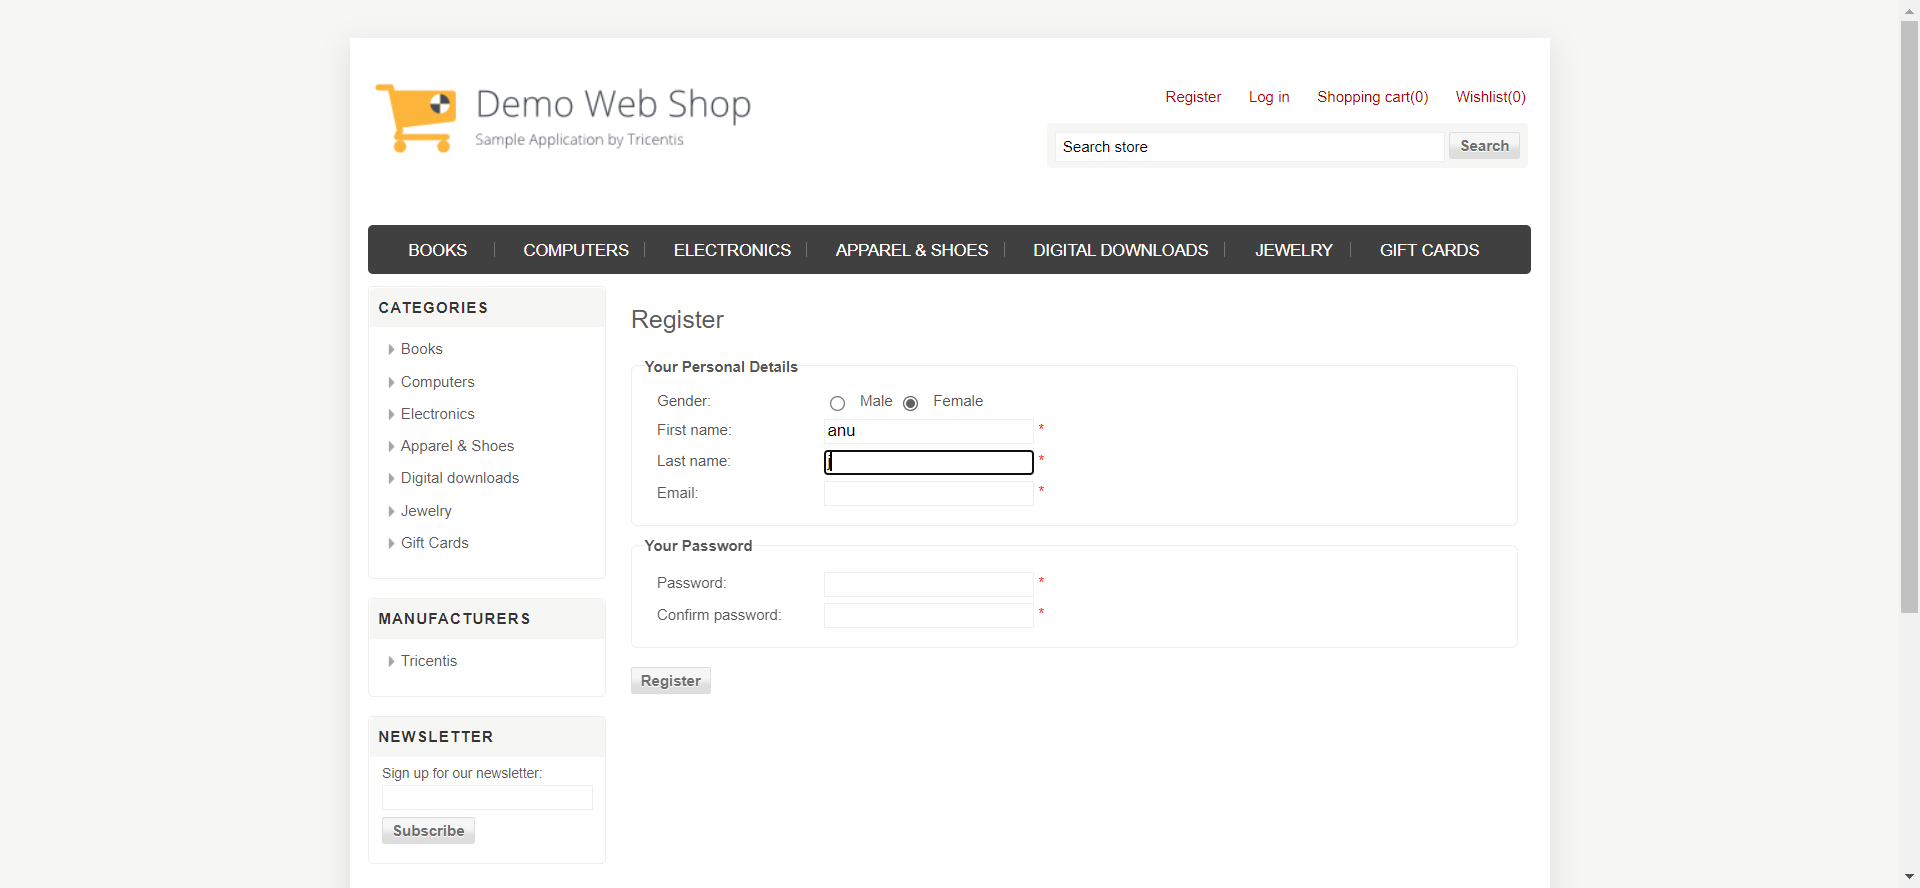 Demo Web Shop
Sample Application by Tricentis
Register Log in Shopping cart(0) Wishlist(0)
Search store Search
BOOKS COMPUTERS ELECTRONICS APPAREL & SHOES DIGITAL DOWNLOADS JEWELRY GIFT CARDS
CATEGORIES
Books
Computers
Electronics
Apparel & Shoes
Digital downloads
Jewelry
Gift Cards
MANUFACTURERS
Tricentis
NEWSLETTER
Sign up for our newsletter:
Subscribe
Register
Your Personal Details
Gender: Male Female
First name: anu *
Last name: j *
Email: *
Your Password
Password: *
Confirm password: *
Register